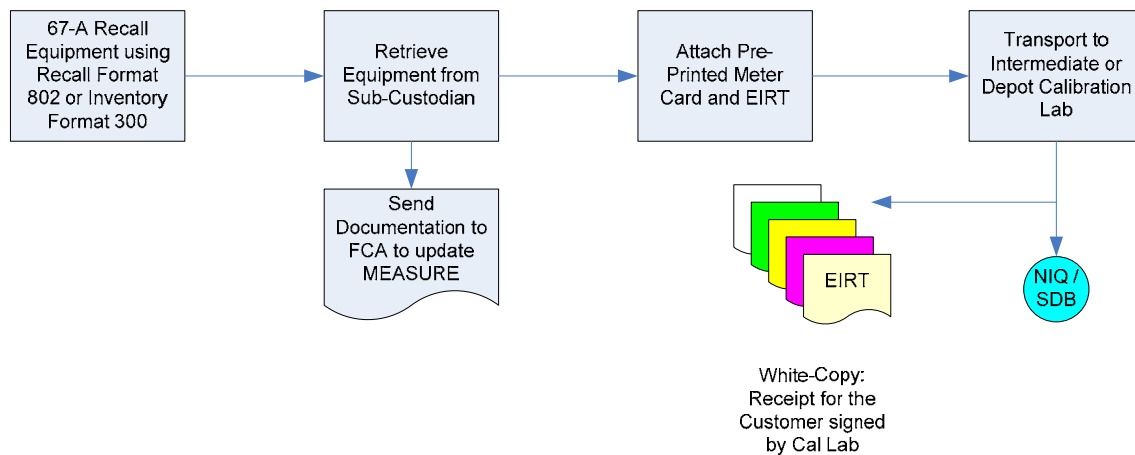 67-A Recall
Equipment using
Recall Format
802 or Inventory
Format 300
Retrieve
Equipment from
Sub-Custodian
Attach Pre-
Printed Meter
Card and EIRT
Transport to
Intermediate or
Depot Calibration
Lab
Send
Documentation to
FCA to update
MEASURE
EIRT
NIQ /
SDB
White-Copy:
Receipt for the
Customer signed
by Cal Lab